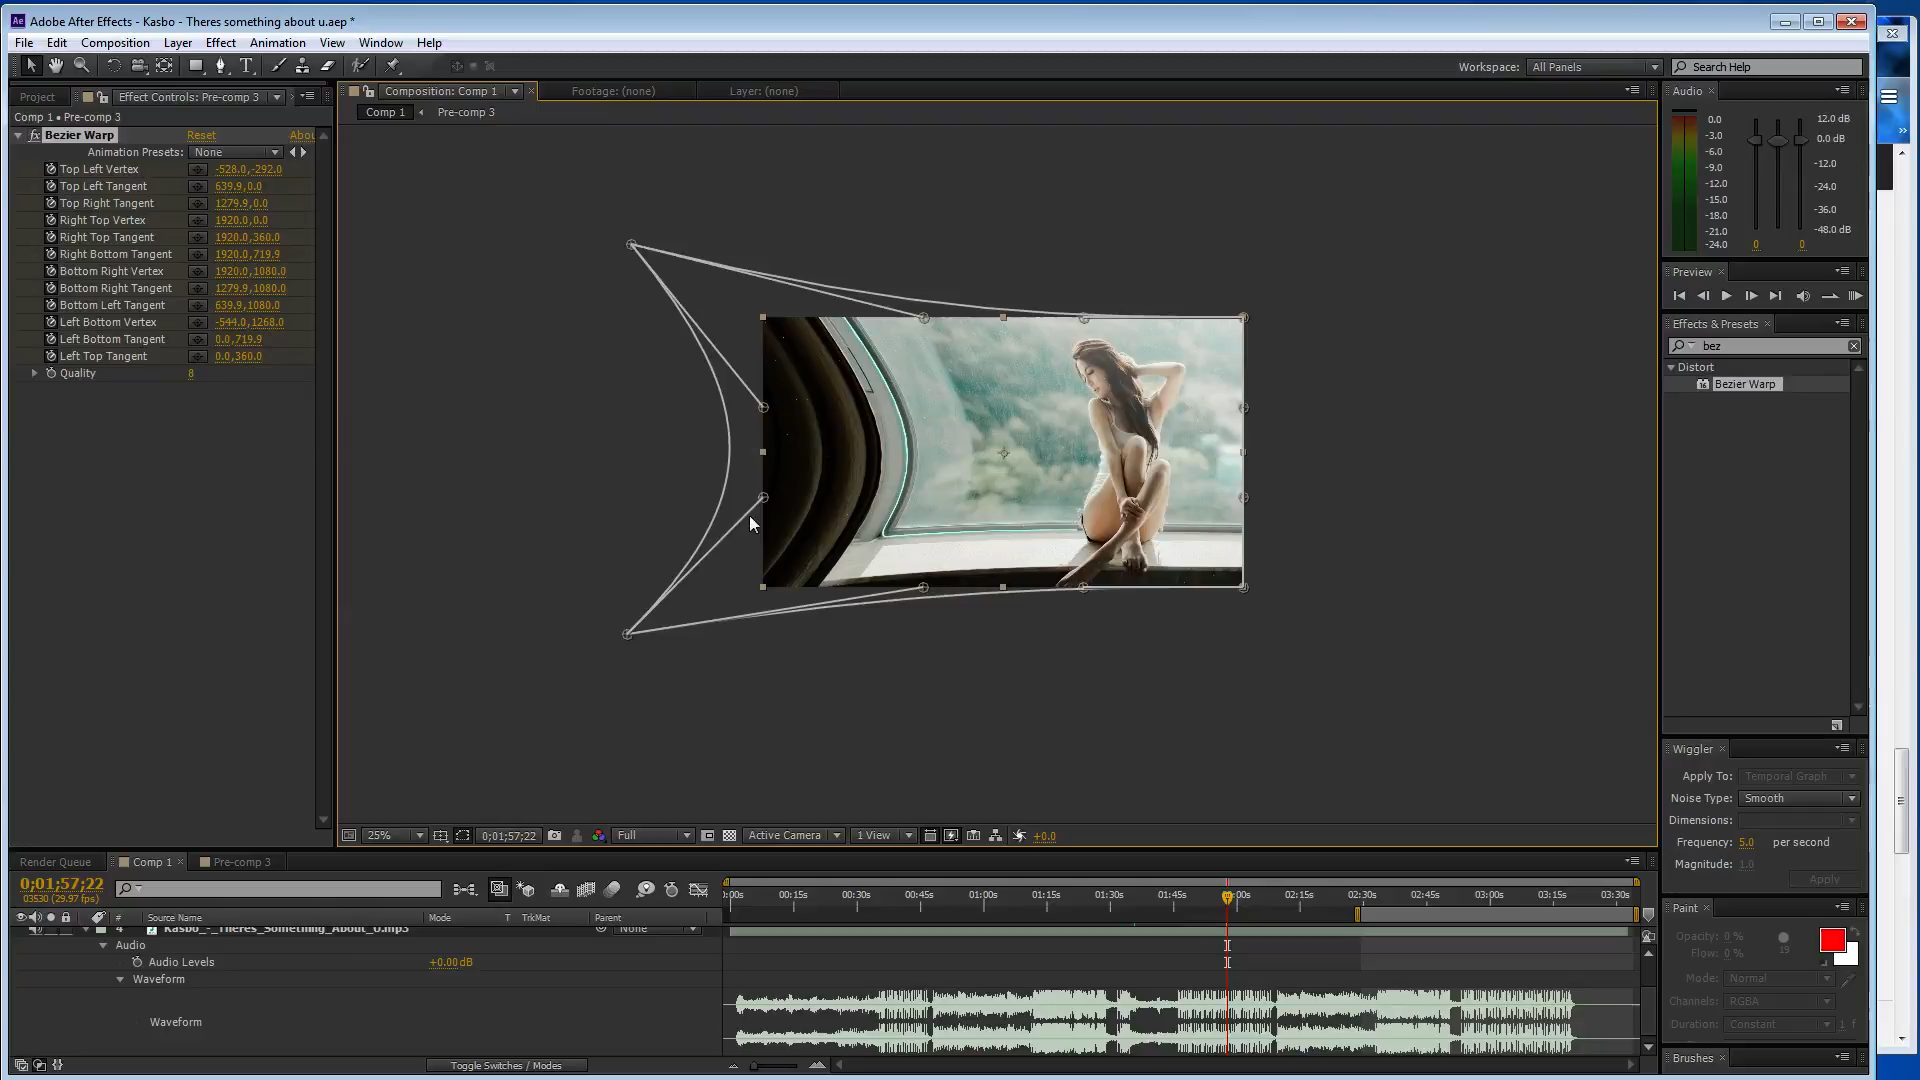 Adobe After Effects - Kasbo - Theres something about u.aep *
File Edit Composition Layer Effect Animation View Window Help
Workspace: All Panels Search Help
Project Effect Controls: Pre-comp 3
Comp 1 • Pre-comp 3
Bezier Warp Reset Abou
Animation Presets: None
Top Left Vertex -528.0,-292.0
Top Left Tangent 639.9,0.0
Top Right Tangent 1279.9,0.0
Right Top Vertex 1920.0,0.0
Right Top Tangent 1920.0,360.0
Right Bottom Tangent 1920.0,719.9
Bottom Right Vertex 1920.0,1080.0
Bottom Right Tangent 1279.9,1080.0
Bottom Left Tangent 639.9,1080.0
Left Bottom Vertex -544.0,1268.0
Left Bottom Tangent 0.0,719.9
Left Top Tangent 0.0,360.0
Quality 8
Composition: Comp 1 Footage: (none) Layer: (none)
Comp 1 Pre-comp 3
25% 0;01;57;22 Full Active Camera 1 View +0.0
Audio
0.0 12.0 dB
-3.0 0.0 dB
-6.0
-9.0 -12.0
-12.0
-15.0 -24.0
-18.0 -36.0
-21.0 -48.0 dB
-24.0 0 0
Preview
Effects & Presets
bez
Distort
Bezier Warp
Wiggler
Apply To: Temporal Graph
Noise Type: Smooth
Dimensions:
Frequency: 5.0 per second
Magnitude: 1.0
Apply
Paint
Opacity: 0 %
Flow: 0 % 19
Mode: Normal
Channels: RGBA
Duration: Constant 1 f
Brushes
Render Queue Comp 1 Pre-comp 3
0;01;57;22
03530 (29.97 fps)
:00s 00:15s 00:30s 00:45s 01:00s 01:15s 01:30s 01:45s 00s 02:15s 02:30s 02:45s 03:00s 03:15s 03:30s
# Source Name Mode T TrkMat Parent
4 Kasbo_-_Theres_Something_About_U.mp3 None
Audio
Audio Levels +0.00 dB
Waveform
Waveform
Toggle Switches / Modes